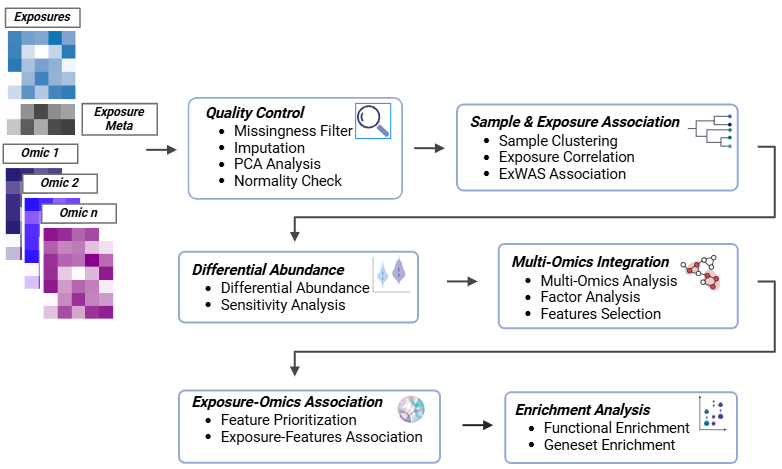 Exposures
Exposure
Meta
Omic 1
Omic 2
Omic n
Quality Control
• Missingness Filter
• Imputation
• PCA Analysis
• Normality Check
Sample & Exposure Association
• Sample Clustering
• Exposure Correlation
• ExWAS Association
Differential Abundance
• Differential Abundance
• Sensitivity Analysis
Multi-Omics Integration
• Multi-Omics Analysis
• Factor Analysis
• Features Selection
Exposure-Omics Association
• Feature Prioritization
• Exposure-Features Association
Enrichment Analysis
• Functional Enrichment
• Geneset Enrichment